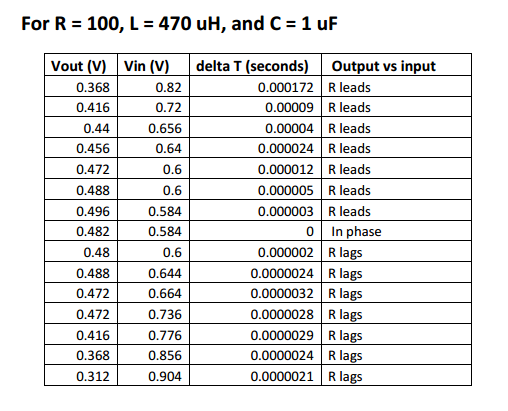 For R = 100, L = 470 uH, and C = 1 uF
Vout (V) Vin (V) delta T (seconds) Output vs input
0.368 0.82 0.000172 R leads
0.416 0.72 0.00009 R leads
0.44 0.656 0.00004 R leads
0.456 0.64 0.000024 R leads
0.472 0.6 0.000012 R leads
0.488 0.6 0.000005 R leads
0.496 0.584 0.000003 R leads
0.482 0.584 0 In phase
0.48 0.6 0.000002 R lags
0.488 0.644 0.0000024 R lags
0.472 0.664 0.0000032 R lags
0.472 0.736 0.0000028 R lags
0.416 0.776 0.0000029 R lags
0.368 0.856 0.0000024 R lags
0.312 0.904 0.0000021 R lags